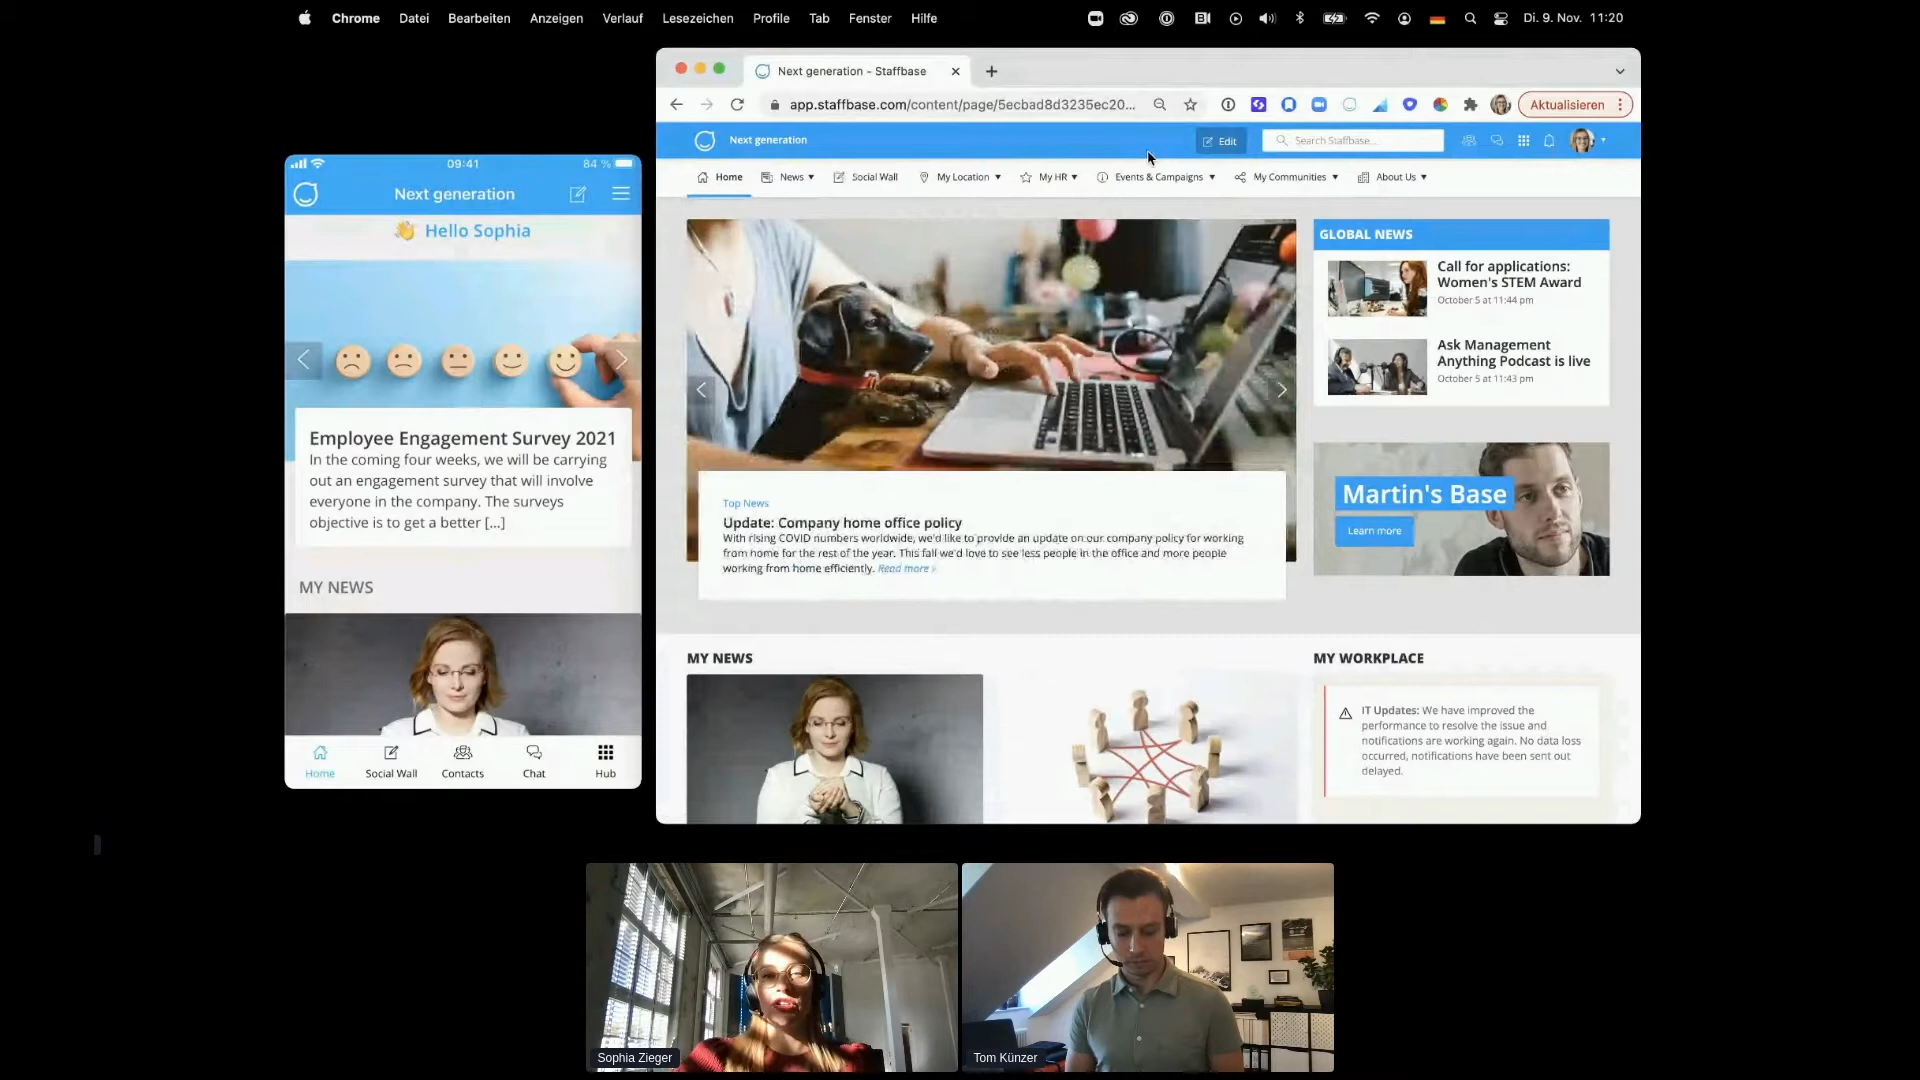 Chrome Datei Bearbeiten Anzeigen Verlauf Lesezeichen Profile Tab Fenster Hilfe
Di. 9. Nov. 11:20
Next generation - Staffbase
app.staffbase.com/content/page/5ecbad8d3235ec20...
Aktualisieren
Next generation
Edit
Search Staffbase...
Home News Social Wall My Location My HR Events & Campaigns My Communities About Us
09:41
84 %
Next generation
Hello Sophia
Employee Engagement Survey 2021
In the coming four weeks, we will be carrying
out an engagement survey that will involve
everyone in the company. The surveys
objective is to get a better [...]
MY NEWS
Home
Social Wall
Contacts
Chat
Hub
Top News
Update: Company home office policy
With rising COVID numbers worldwide, we'd like to provide an update on our company policy for working
from home for the rest of the year. This fall we'd love to see less people in the office and more people
working from home efficiently. Read more ›
GLOBAL NEWS
Call for applications:
Women's STEM Award
October 5 at 11:44 pm
Ask Management
Anything Podcast is live
October 5 at 11:43 pm
Martin's Base
Learn more
MY NEWS
MY WORKPLACE
IT Updates: We have improved the
performance to resolve the issue and
notifications are working again. No data loss
occurred, notifications have been sent out
delayed.
Sophia Zieger
Tom Künzer